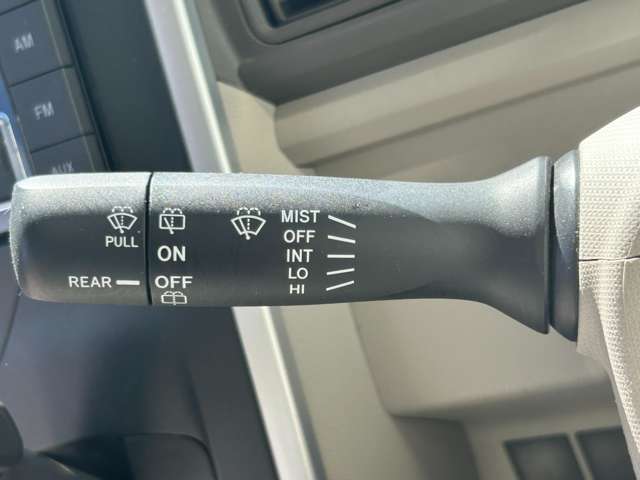 AM
FM
AUX
PULL
REAR
ON
OFF
MIST
OFF
INT
LO
HI